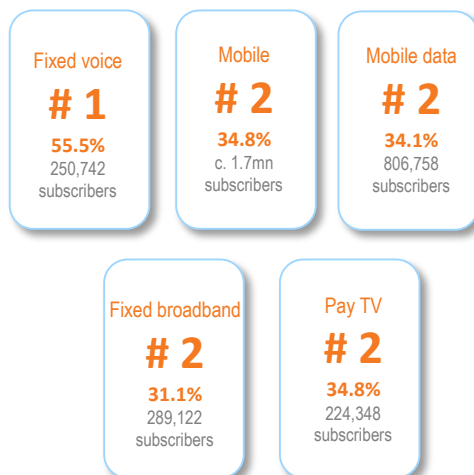 Fixed voice
# 1
55.5%
250,742
subscribers
Mobile
# 2
34.8%
c. 1.7mn
subscribers
Mobile data
# 2
34.1%
806,758
subscribers
Fixed broadband
# 2
31.1%
289,122
subscribers
Pay TV
# 2
34.8%
224,348
subscribers